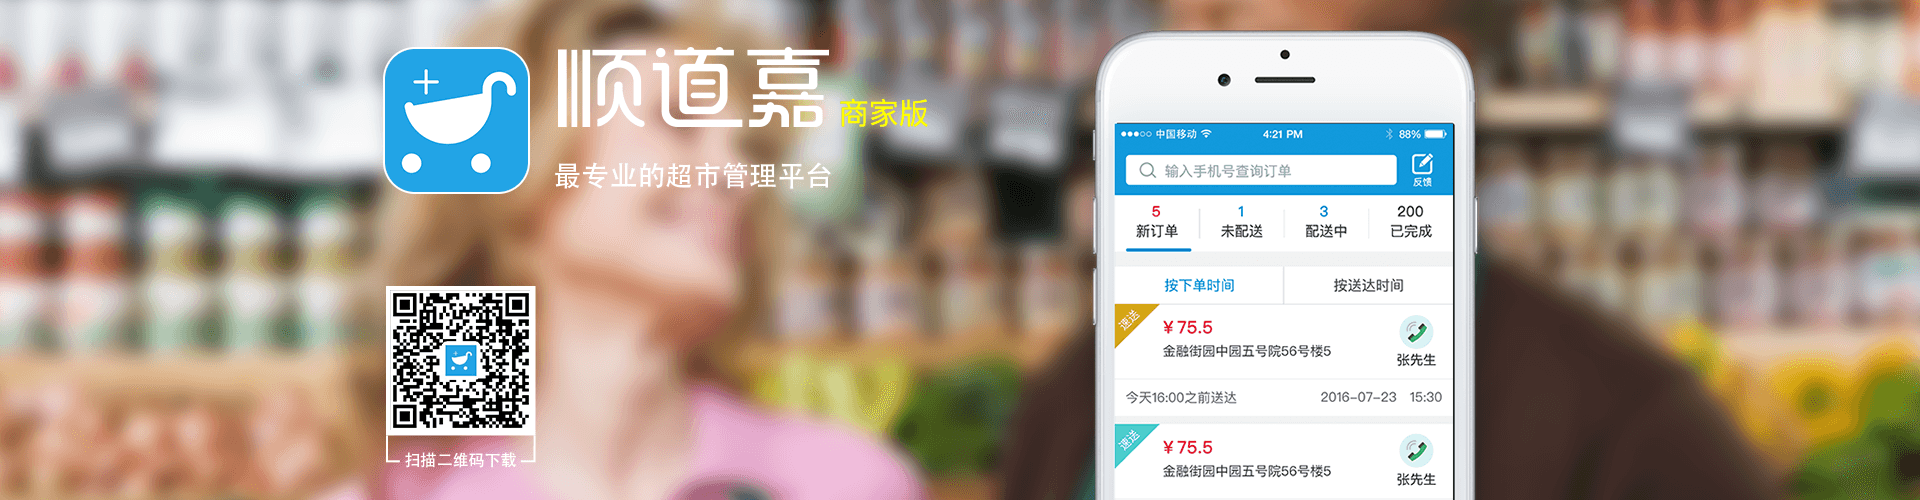 顺道嘉 商家版
最专业的超市管理平台
扫描二维码下载
中国移动 4:21 PM 88%
输入手机号查询订单
反馈
5 1 3 200
新订单 未配送 配送中 已完成
按下单时间 按送达时间
速送
¥75.5
金融街园中园五号院56号楼5
张先生
今天16:00之前送达 2016-07-23 15:30
速送
¥75.5
金融街园中园五号院56号楼5
张先生